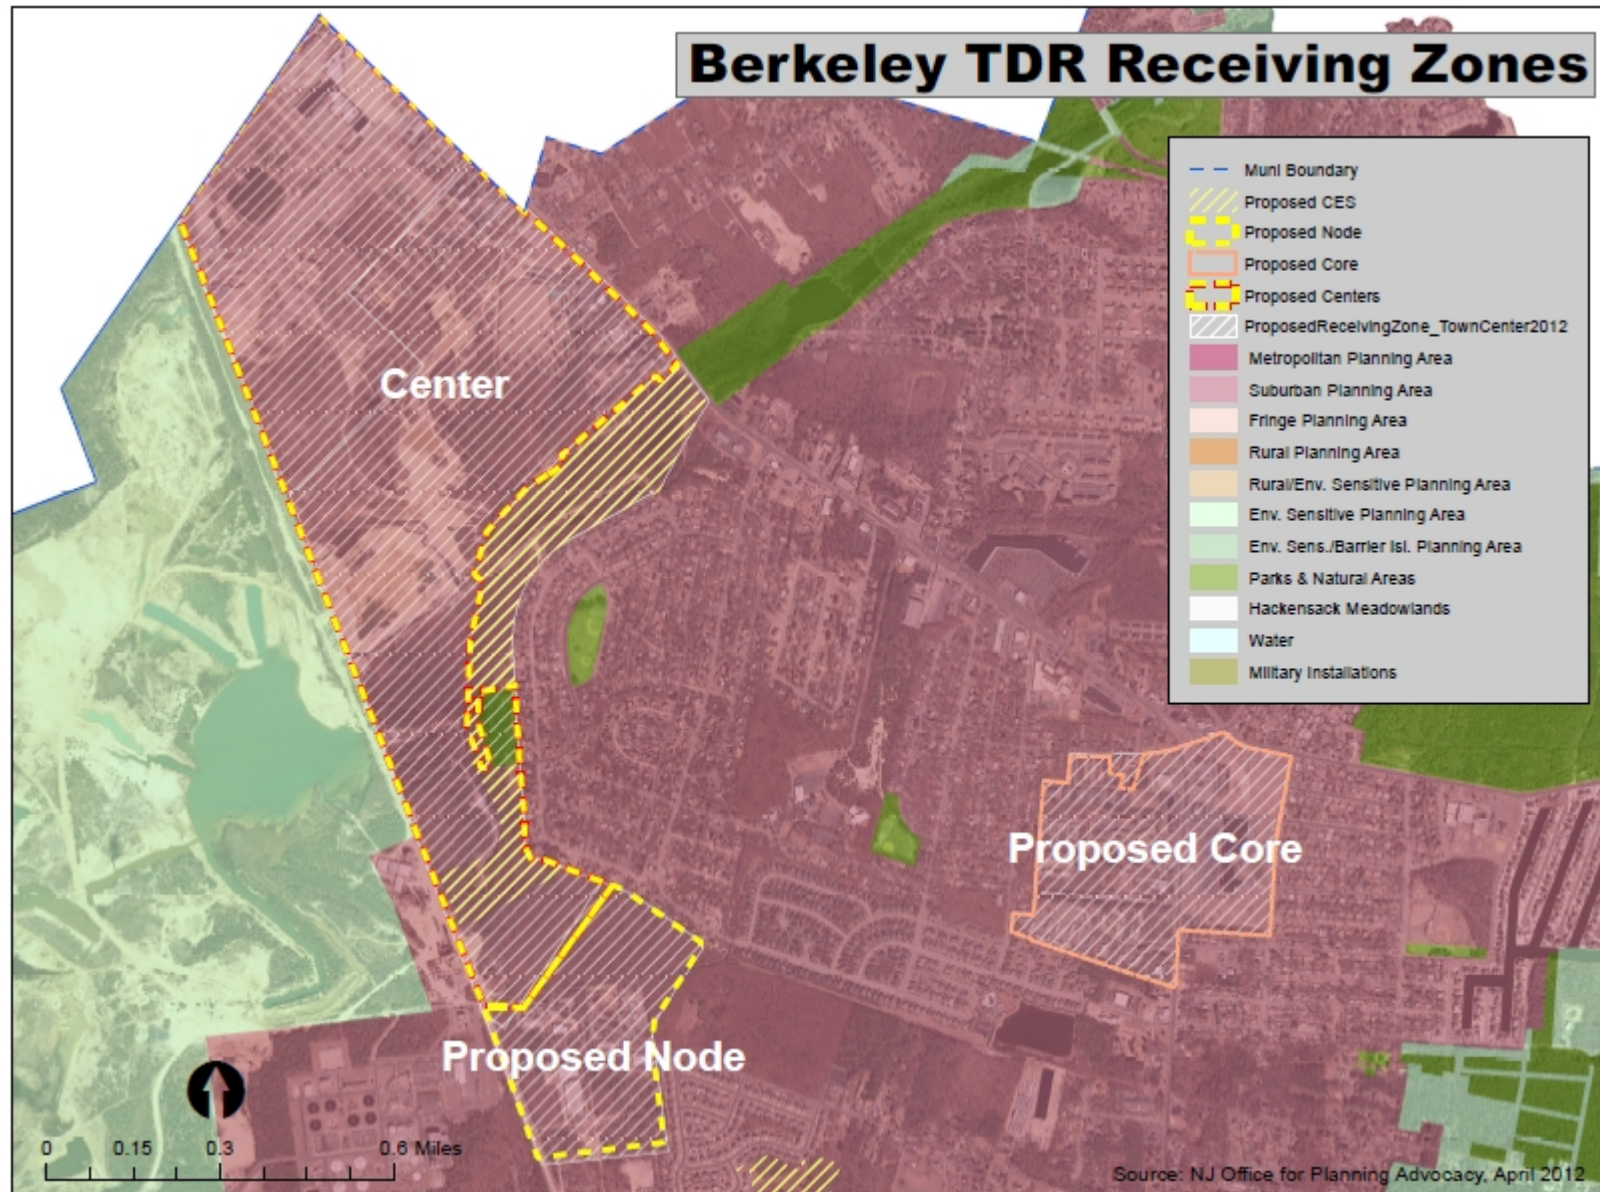 Berkeley TDR Receiving Zones
Muni Boundary
Proposed CES
Proposed Node
Proposed Core
Proposed Centers
ProposedReceivingZone_TownCenter2012
Metropolitan Planning Area
Suburban Planning Area
Fringe Planning Area
Rural Planning Area
Rural/Env. Sensitive Planning Area
Env. Sensitive Planning Area
Env. Sens./Barrier Isl. Planning Area
Parks & Natural Areas
Hackensack Meadowlands
Water
Military Installations
Center
Proposed Core
Proposed Node
0 0.15 0.3 0.6 Miles
Source: NJ Office for Planning Advocacy, April 2012